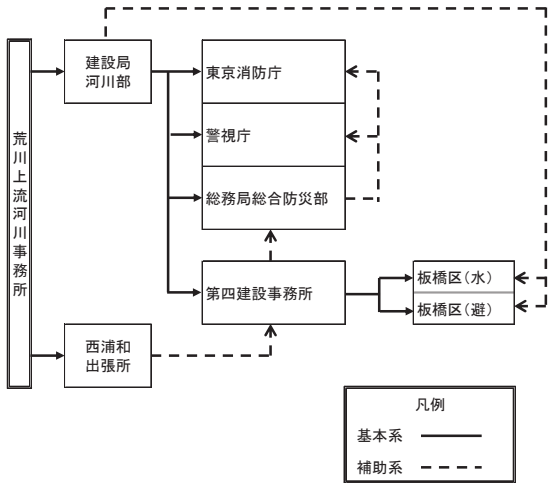 荒川上流河川事務所
建設局
河川部
東京消防庁
警視庁
総務局総合防災部
第四建設事務所
板橋区(水)
板橋区(避)
西浦和
出張所
凡例
基本系
補助系